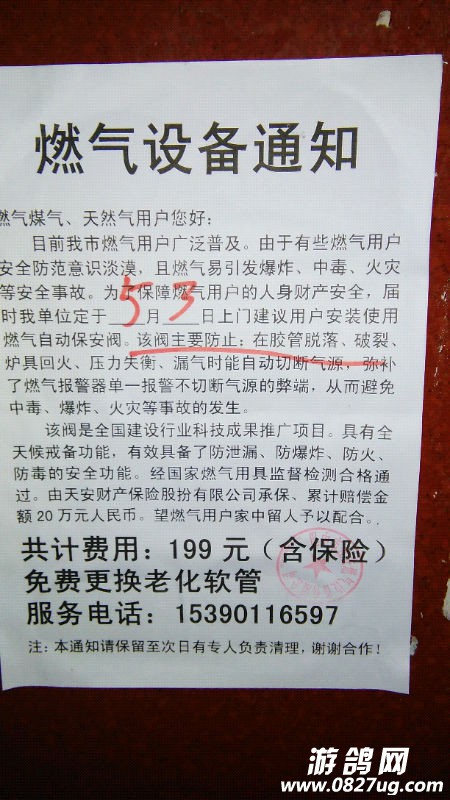 燃气设备通知
燃气煤气、天然气用户您好:
目前我市燃气用户广泛普及。由于有些燃气用户
安全防范意识淡漠,且燃气易引发爆炸、中毒、火灾
等安全事故。为 保障燃气用户的人身财产安全,届
时我单位定于 5 月 3 日上门建议用户安装使用
燃气自动保安阀。该阀主要防止:在胶管脱落、破裂、
炉具回火、压力失衡、漏气时能自动切断气源,弥补
了燃气报警器单一报警不切断气源的弊端,从而避免
中毒、爆炸、火灾等事故的发生。
该阀是全国建设行业科技成果推广项目。具有全
天候戒备功能,有效具备了防泄漏、防爆炸、防火、
防毒的安全功能。经国家燃气用具监督检测合格通
过。由天安财产保险股份有限公司承保、累计赔偿金
额20万元人民币。望燃气用户家中留人予以配合。
共计费用:199元(含保险)
免费更换老化软管
服务电话:15390116597
注:本通知请保留至次日有专人负责清理,谢谢合作!
游鸽网
www.0827ug.com